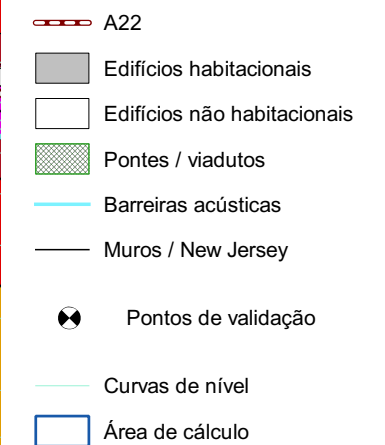 A22
Edifícios habitacionais
Edifícios não habitacionais
Pontes / viadutos
Barreiras acústicas
Muros / New Jersey
Pontos de validação
Curvas de nível
Área de cálculo